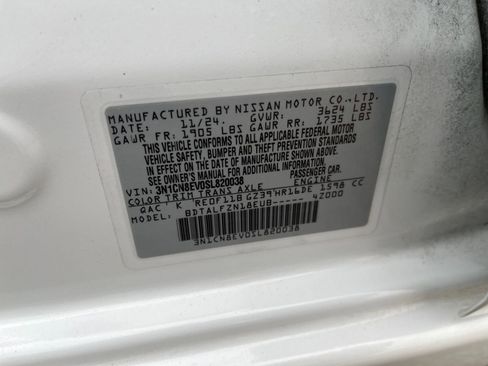 MANUFACTURED BY NISSAN MOTOR CO.,LTD.
DATE: 11/24. GVWR: 3624 LBS
GAWR FR: 1905 LBS GAWR RR: 1735 LBS
THIS VEHICLE CONFORMS TO ALL APPLICABLE FEDERAL MOTOR
VEHICLE SAFETY, BUMPER AND THEFT PREVENTION STANDARDS
IN EFFECT ON THE DATE OF MANUFACTURE SHOWN ABOVE.
SEE OWNER'S MANUAL FOR ADDITIONAL INFORMATION.
VIN: 3N1CN8EV0SL820038 PASSENGER CAR.
COLOR TRIM TRANS AXLE ENGINE
QAC K RE0F11B GZ39 HR16DE 1598 CC
BDTALFZN18EUB----- 42000
3N1CN8EV0SL820038